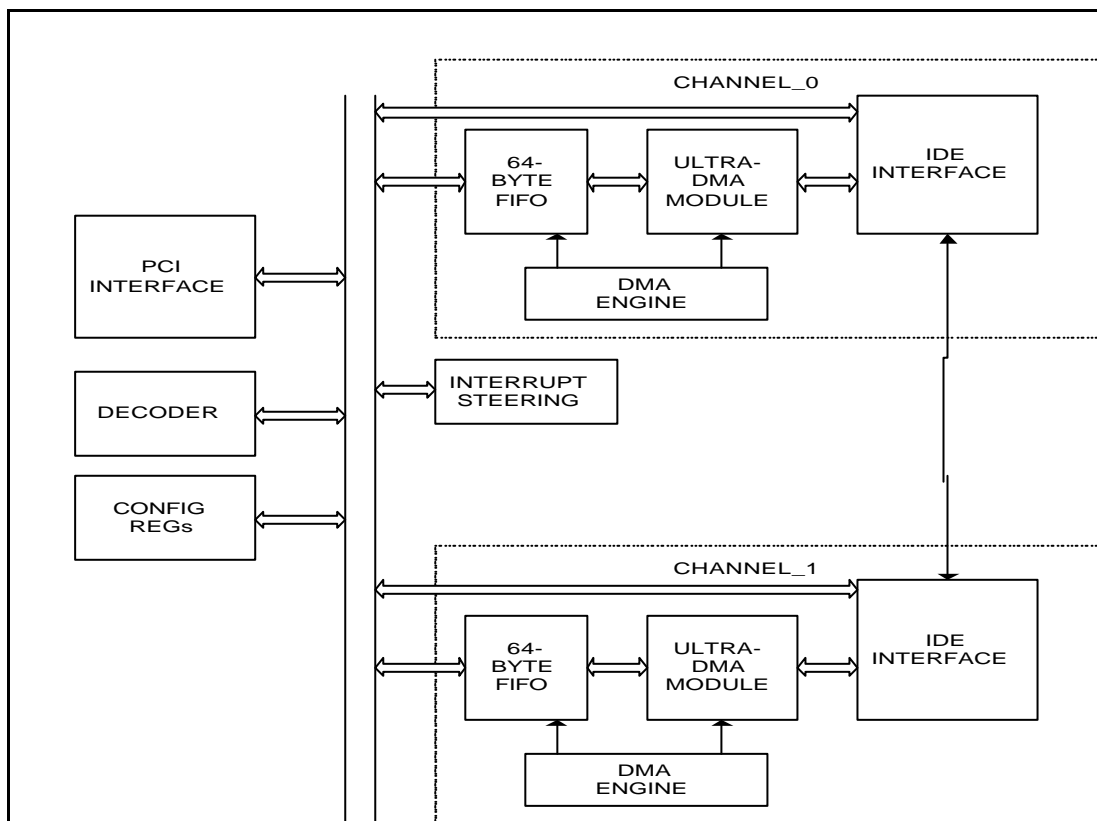 CHANNEL_0
64-
BYTE
FIFO
ULTRA-
DMA
MODULE
IDE
INTERFACE
DMA
ENGINE
PCI
INTERFACE
INTERRUPT
STEERING
DECODER
CONFIG
REGs
CHANNEL_1
64-
BYTE
FIFO
ULTRA-
DMA
MODULE
IDE
INTERFACE
DMA
ENGINE